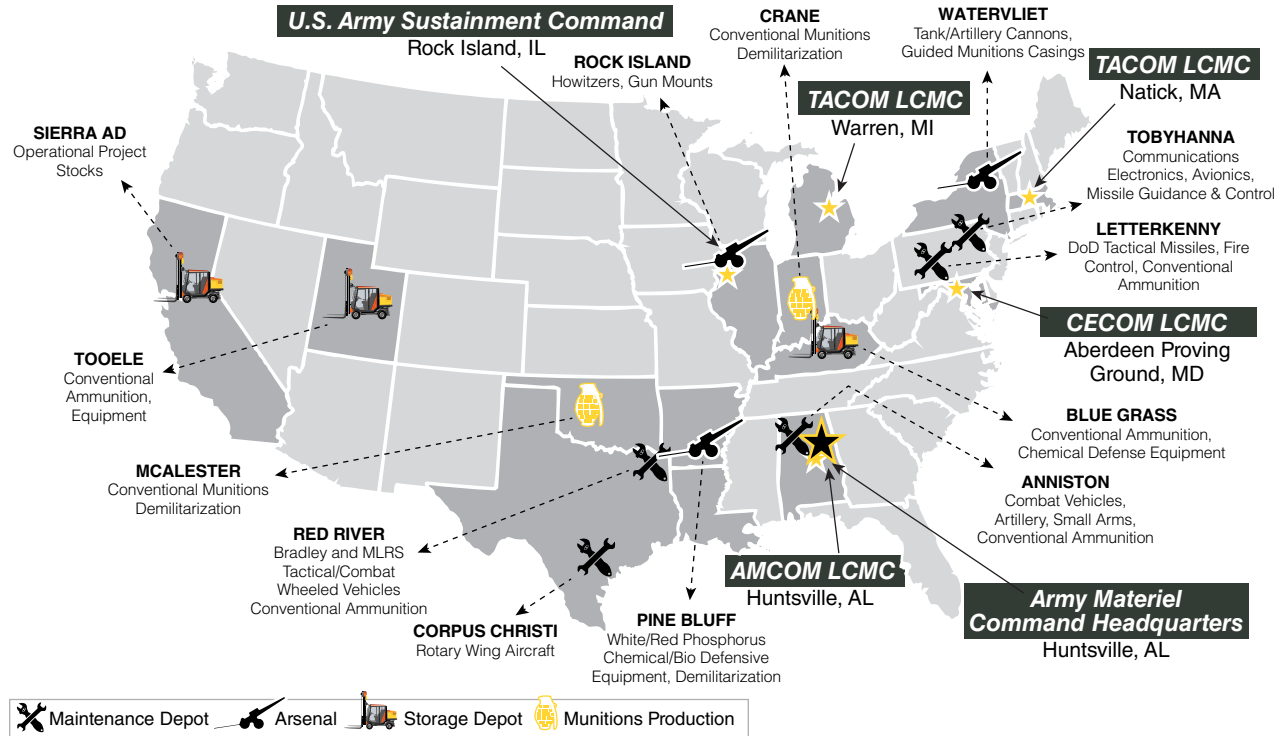 U.S. Army Sustainment Command
Rock Island, IL
ROCK ISLAND
Howitzers, Gun Mounts
CRANE
Conventional Munitions
Demilitarization
WATERVLIET
Tank/Artillery Cannons,
Guided Munitions Casings
TACOM LCMC
Warren, MI
TACOM LCMC
Natick, MA
SIERRA AD
Operational Project
Stocks
TOBYHANNA
Communications
Electronics, Avionics,
Missile Guidance & Control
LETTERKENNY
DoD Tactical Missiles, Fire
Control, Conventional
Ammunition
CECOM LCMC
Aberdeen Proving
Ground, MD
TOOELE
Conventional
Ammunition,
Equipment
BLUE GRASS
Conventional Ammunition,
Chemical Defense Equipment
MCALESTER
Conventional Munitions
Demilitarization
ANNISTON
Combat Vehicles,
Artillery, Small Arms,
Conventional Ammunition
RED RIVER
Bradley and MLRS
Tactical/Combat
Wheeled Vehicles
Conventional Ammunition
AMCOM LCMC
Huntsville, AL
Army Materiel
Command Headquarters
Huntsville, AL
CORPUS CHRISTI
Rotary Wing Aircraft
PINE BLUFF
White/Red Phosphorus
Chemical/Bio Defensive
Equipment, Demilitarization
Maintenance Depot
Arsenal
Storage Depot
Munitions Production